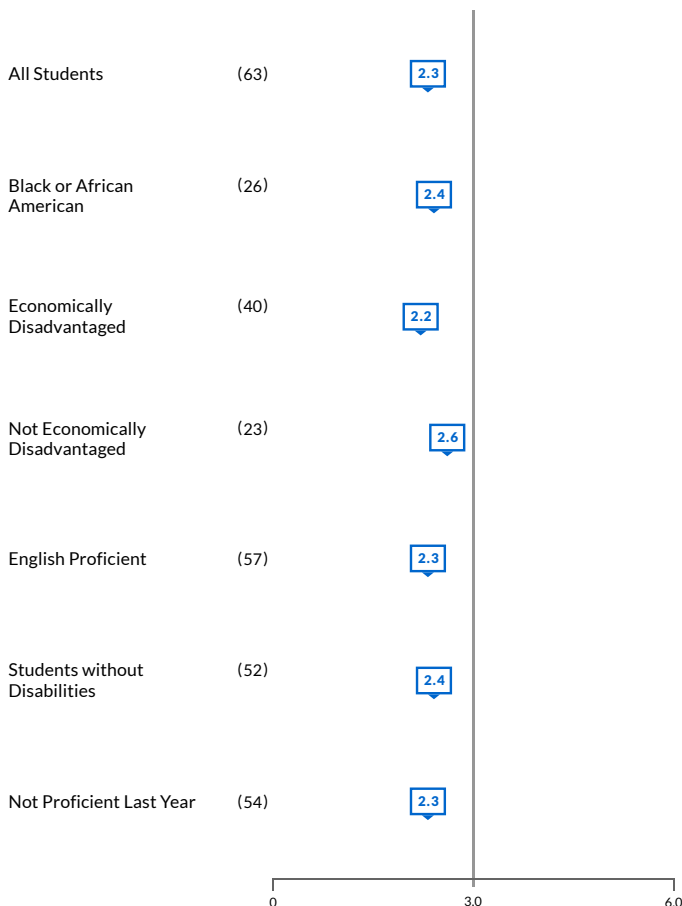 All Students (63) 2.3
Black or African (26)
American
2.4
Economically (40)
Disadvantaged
2.2
Not Economically (23)
Disadvantaged
2.6
English Proficient (57) 2.3
Students without (52)
Disabilities
2.4
Not Proficient Last Year (54) 2.3
0 3.0 6.0